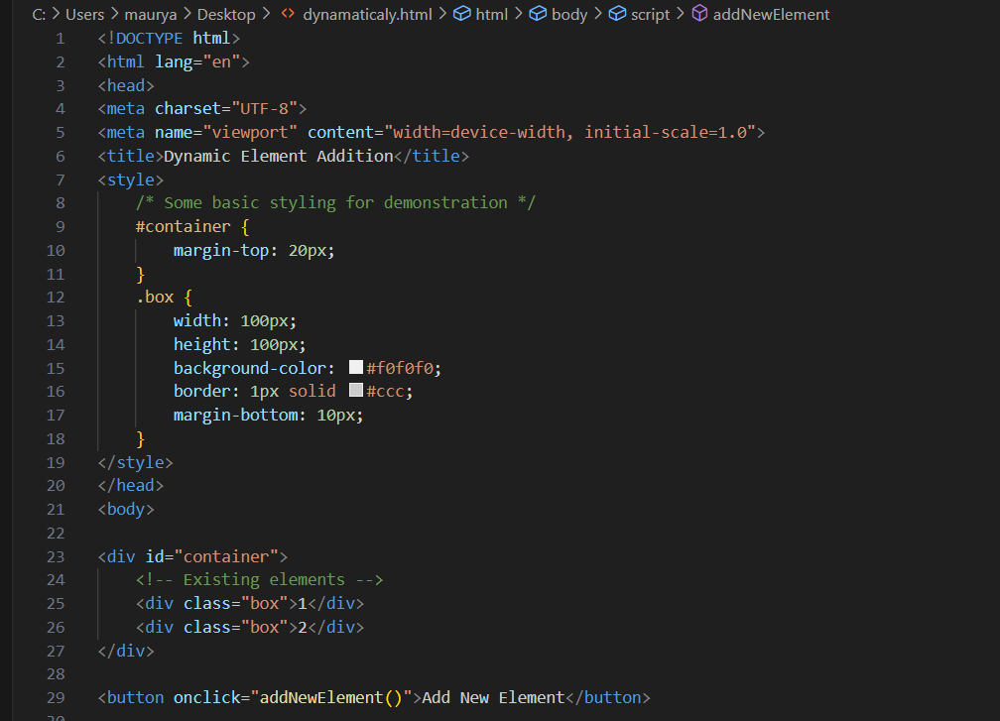 C: > Users > maurya > Desktop > <> dynamaticaly.html > html > body > script > addNewElement
1 <!DOCTYPE html>
2 <html lang="en">
3 <head>
4 <meta charset="UTF-8">
5 <meta name="viewport" content="width=device-width, initial-scale=1.0">
6 <title>Dynamic Element Addition</title>
7 <style>
8 /* Some basic styling for demonstration */
9 #container {
10 margin-top: 20px;
11 }
12 .box {
13 width: 100px;
14 height: 100px;
15 background-color: #f0f0f0;
16 border: 1px solid #ccc;
17 margin-bottom: 10px;
18 }
19 </style>
20 </head>
21 <body>
22
23 <div id="container">
24 <!-- Existing elements -->
25 <div class="box">1</div>
26 <div class="box">2</div>
27 </div>
28
29 <button onclick="addNewElement()">Add New Element</button>
30